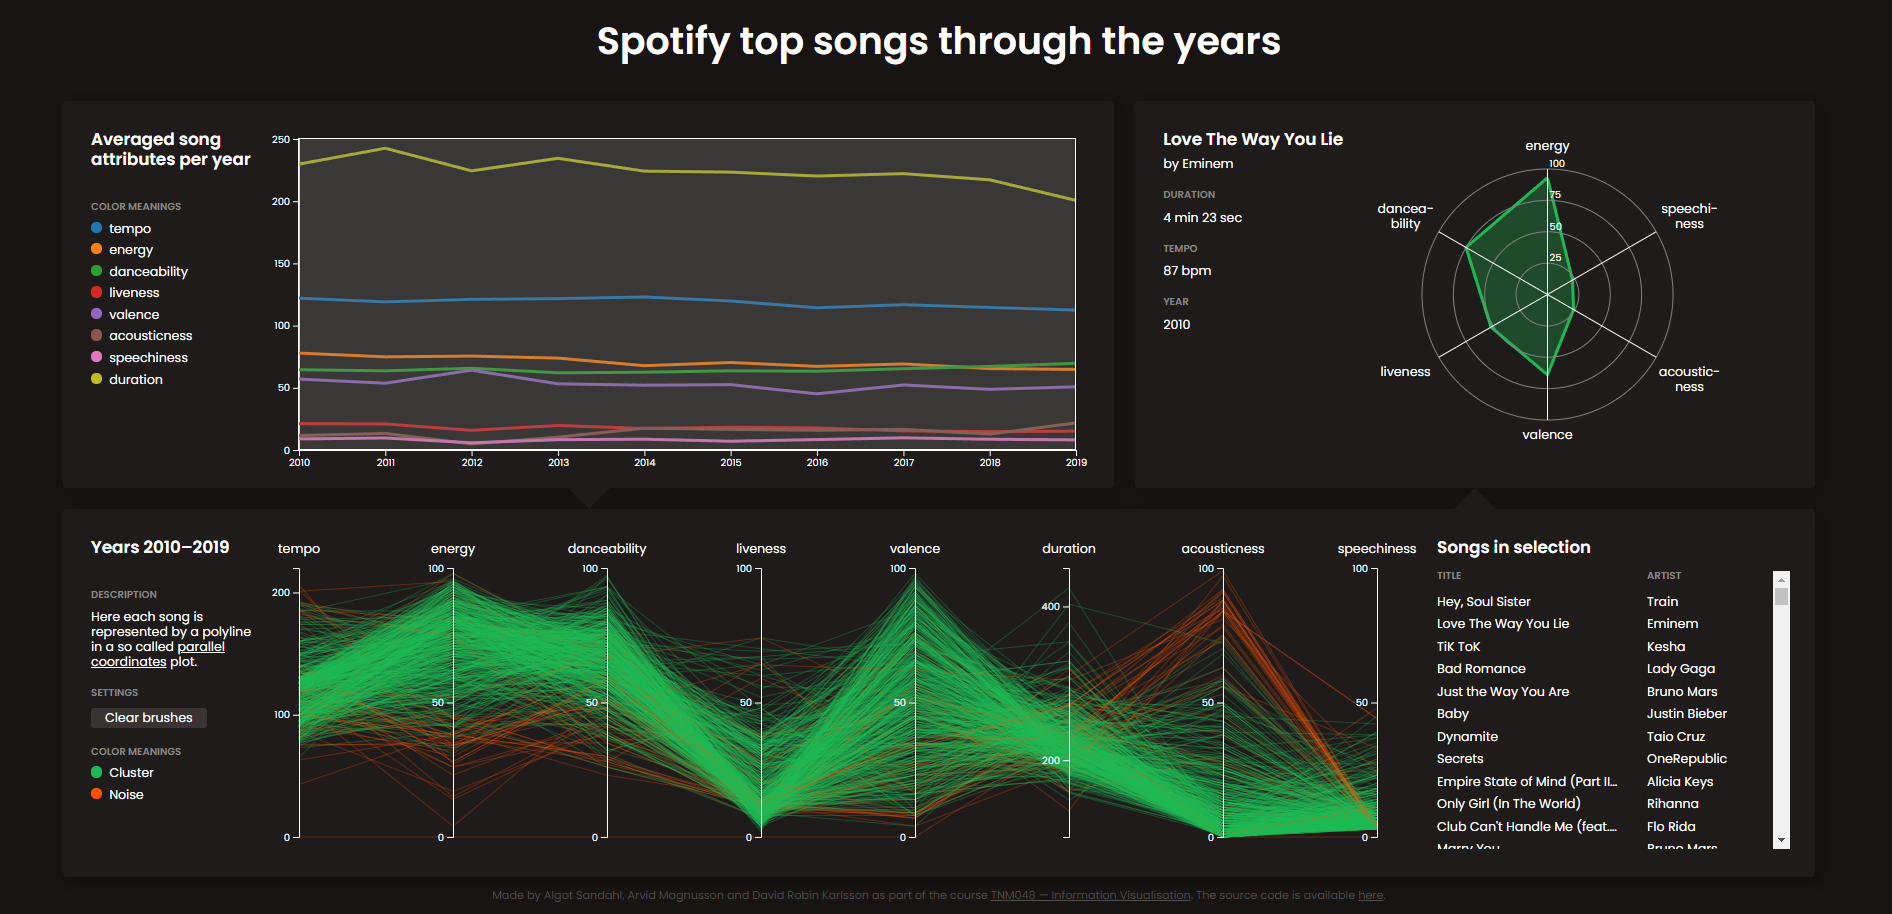 Spotify top songs through the years
Averaged song
attributes per year
COLOR MEANINGS
tempo
energy
danceability
liveness
valence
acousticness
speechiness
duration
250
200
150
100
50
0
2010 2011 2012 2013 2014 2015 2016 2017 2018 2019
Love The Way You Lie
by Eminem
DURATION
4 min 23 sec
TEMPO
87 bpm
YEAR
2010
energy
100
75
50
25
speechi-
ness
acoustic-
ness
valence
liveness
dancea-
bility
Years 2010–2019
DESCRIPTION
Here each song is
represented by a polyline
in a so called parallel
coordinates plot.
SETTINGS
Clear brushes
COLOR MEANINGS
Cluster
Noise
tempo energy danceability liveness valence duration acousticness speechiness
100 100 100 100 100 100
200
400
50 50 50 50 50 50
100
200
0 0 0 0 0 0 0
Songs in selection
TITLE ARTIST
Hey, Soul Sister Train
Love The Way You Lie Eminem
TiK ToK Kesha
Bad Romance Lady Gaga
Just the Way You Are Bruno Mars
Baby Justin Bieber
Dynamite Taio Cruz
Secrets OneRepublic
Empire State of Mind (Part II... Alicia Keys
Only Girl (In The World) Rihanna
Club Can't Handle Me (feat.... Flo Rida
Marry You Bruno Mars
Made by Algot Sandahl, Arvid Magnusson and David Robin Karlsson as part of the course TNM048 — Information Visualisation. The source code is available here.